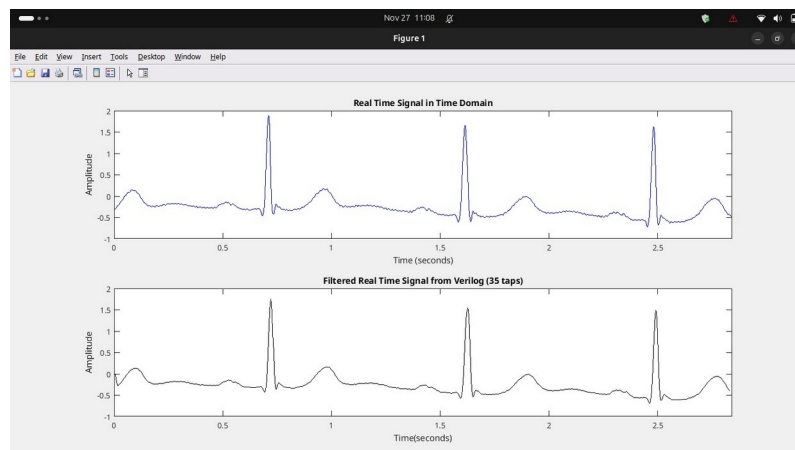 Nov 27 11:08
Figure 1
File Edit View Insert Tools Desktop Window Help
Real Time Signal in Time Domain
2
1.5
1
0.5
0
-0.5
-1
Amplitude
0 0.5 1 1.5 2 2.5
Time (seconds)
Filtered Real Time Signal from Verilog (35 taps)
2
1.5
1
0.5
0
-0.5
-1
Amplitude
0 0.5 1 1.5 2 2.5
Time(seconds)